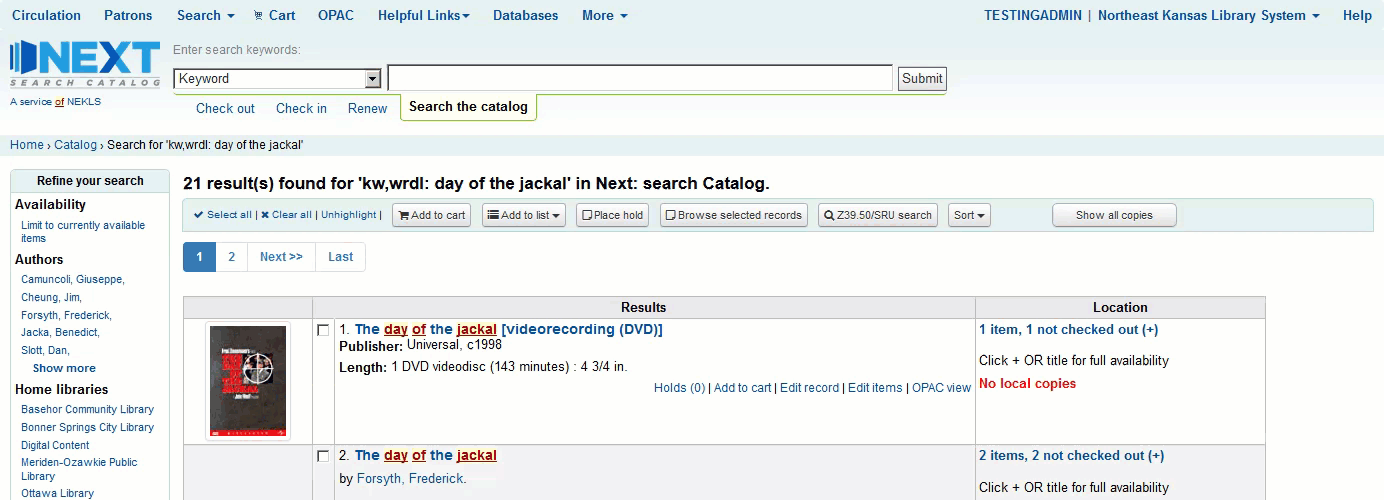 Circulation Patrons Search Cart OPAC Helpful Links Databases More TESTINGADMIN | Northeast Kansas Library System Help
NEXT
SEARCH CATALOG
A service of NEKLS
Enter search keywords:
Keyword Submit
Check out Check in Renew Search the catalog
Home › Catalog › Search for 'kw,wrdl: day of the jackal'
Refine your search
Availability
Limit to currently available
items
Authors
Camuncoli, Giuseppe,
Cheung, Jim,
Forsyth, Frederick,
Jacka, Benedict,
Slott, Dan,
Show more
Home libraries
Basehor Community Library
Bonner Springs City Library
Digital Content
Meriden-Ozawkie Public
Library
Ottawa Library
21 result(s) found for 'kw,wrdl: day of the jackal' in Next: search Catalog.
Select all | Clear all | Unhighlight | Add to cart Add to list Place hold Browse selected records Z39.50/SRU search Sort Show all copies
1 2 Next >> Last
Results Location
1. The day of the jackal [videorecording (DVD)]
Publisher: Universal, c1998
Length: 1 DVD videodisc (143 minutes) : 4 3/4 in.
Holds (0) | Add to cart | Edit record | Edit items | OPAC view
1 item, 1 not checked out (+)
Click + OR title for full availability
No local copies
2. The day of the jackal
by Forsyth, Frederick.
2 items, 2 not checked out (+)
Click + OR title for full availability